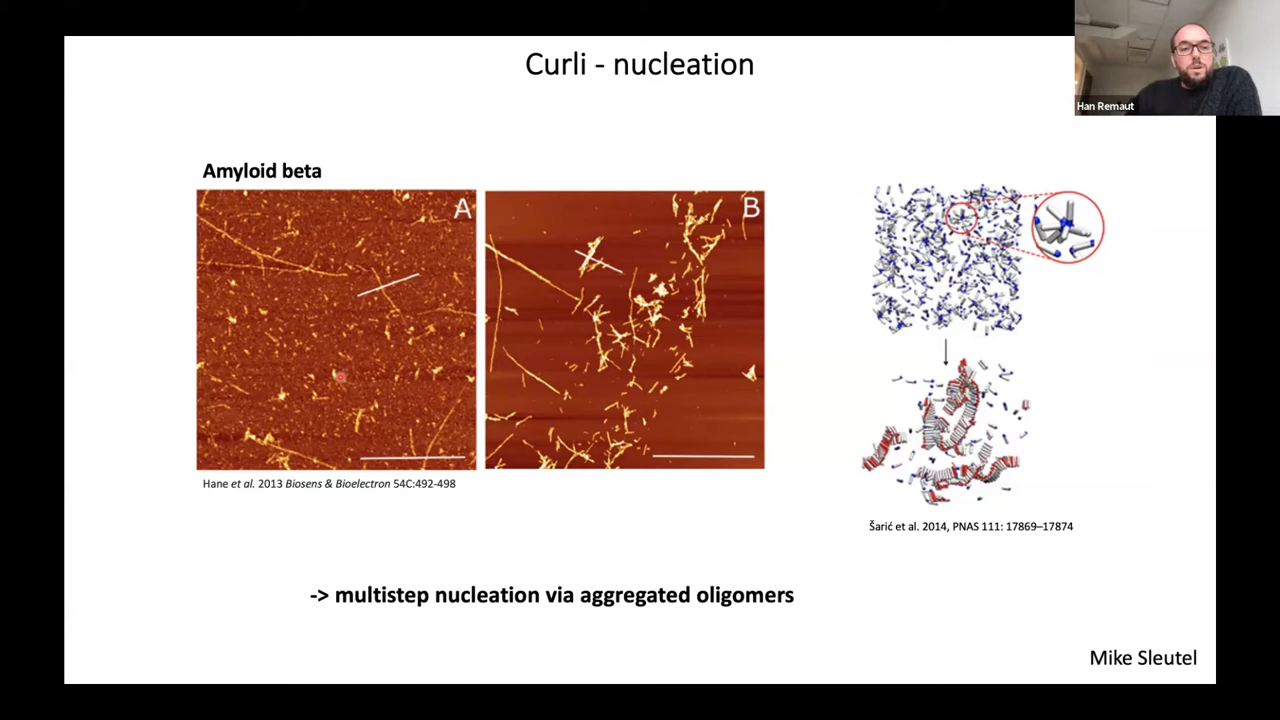 Curli - nucleation
Han Remaut
Amyloid beta
A
B
Hane et al. 2013 Biosens & Bioelectron 54C:492-498
Šarić et al. 2014, PNAS 111: 17869–17874
-> multistep nucleation via aggregated oligomers
Mike Sleutel